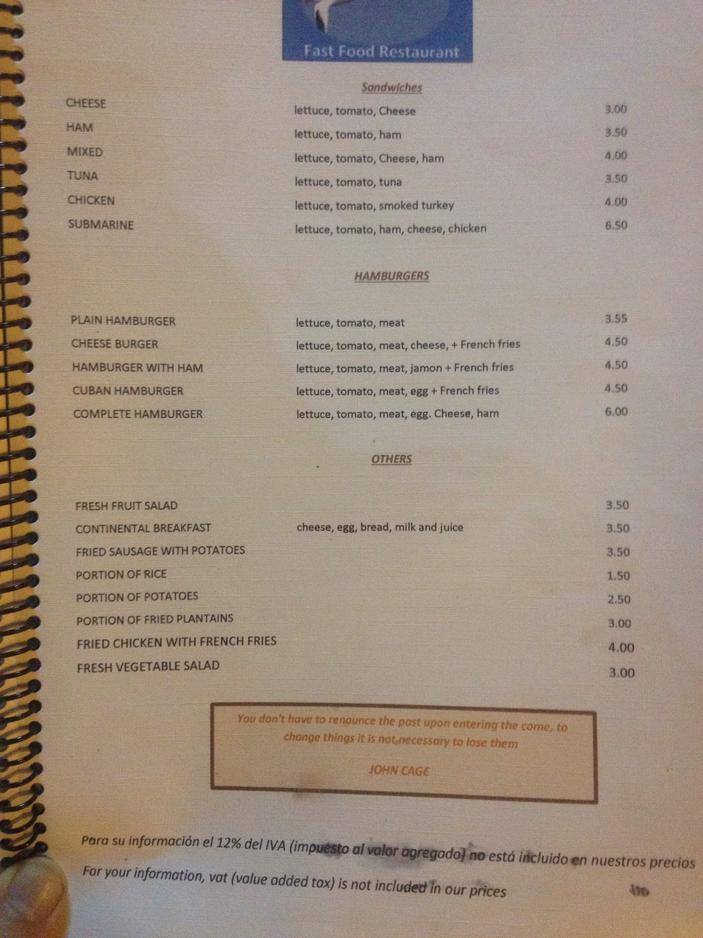 Fast Food Restaurant
Sandwiches
CHEESE lettuce, tomato, Cheese 3.00
HAM lettuce, tomato, ham 3.50
MIXED lettuce, tomato, Cheese, ham 4.00
TUNA lettuce, tomato, tuna 3.50
CHICKEN lettuce, tomato, smoked turkey 4.00
SUBMARINE lettuce, tomato, ham, cheese, chicken 6.50
HAMBURGERS
PLAIN HAMBURGER lettuce, tomato, meat 3.55
CHEESE BURGER lettuce, tomato, meat, cheese, + French fries 4.50
HAMBURGER WITH HAM lettuce, tomato, meat, jamon + French fries 4.50
CUBAN HAMBURGER lettuce, tomato, meat, egg + French fries 4.50
COMPLETE HAMBURGER lettuce, tomato, meat, egg. Cheese, ham 6.00
OTHERS
FRESH FRUIT SALAD 3.50
CONTINENTAL BREAKFAST cheese, egg, bread, milk and juice 3.50
FRIED SAUSAGE WITH POTATOES 3.50
PORTION OF RICE 1.50
PORTION OF POTATOES 2.50
PORTION OF FRIED PLANTAINS 3.00
FRIED CHICKEN WITH FRENCH FRIES 4.00
FRESH VEGETABLE SALAD 3.00
You don't have to renounce the past upon entering the come, to
change things it is not,necessary to lose them
JOHN CAGE
Para su información el 12% del IVA (impuesto al valor agregado) no está incluido en nuestros precios
For your information, vat (value added tax) is not included in our prices